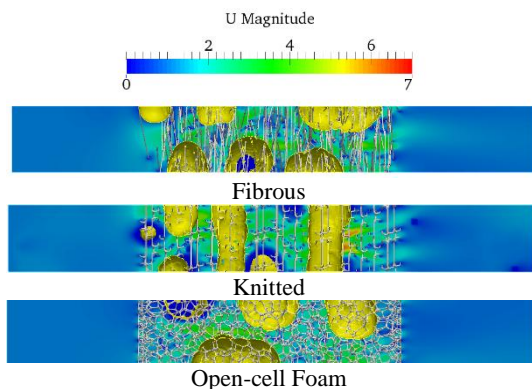 U Magnitude
2 4 6
0 7
Fibrous
Knitted
Open-cell Foam